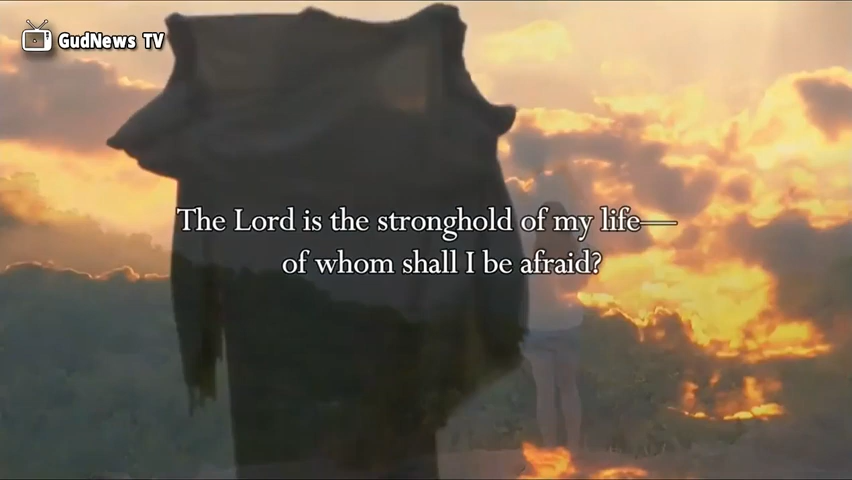 GudNews TV
The Lord is the stronghold of my life—
of whom shall I be afraid?